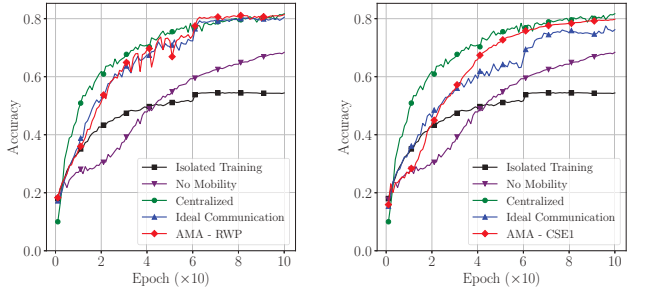 0.8
0.6
0.4
0.2
0.0
Accuracy
0
2
4
6
8
10
Epoch (×10)
Isolated Training
No Mobility
Centralized
Ideal Communication
AMA - RWP
0.8
0.6
0.4
0.2
0.0
Accuracy
0
2
4
6
8
10
Epoch (×10)
Isolated Training
No Mobility
Centralized
Ideal Communication
AMA - CSE1